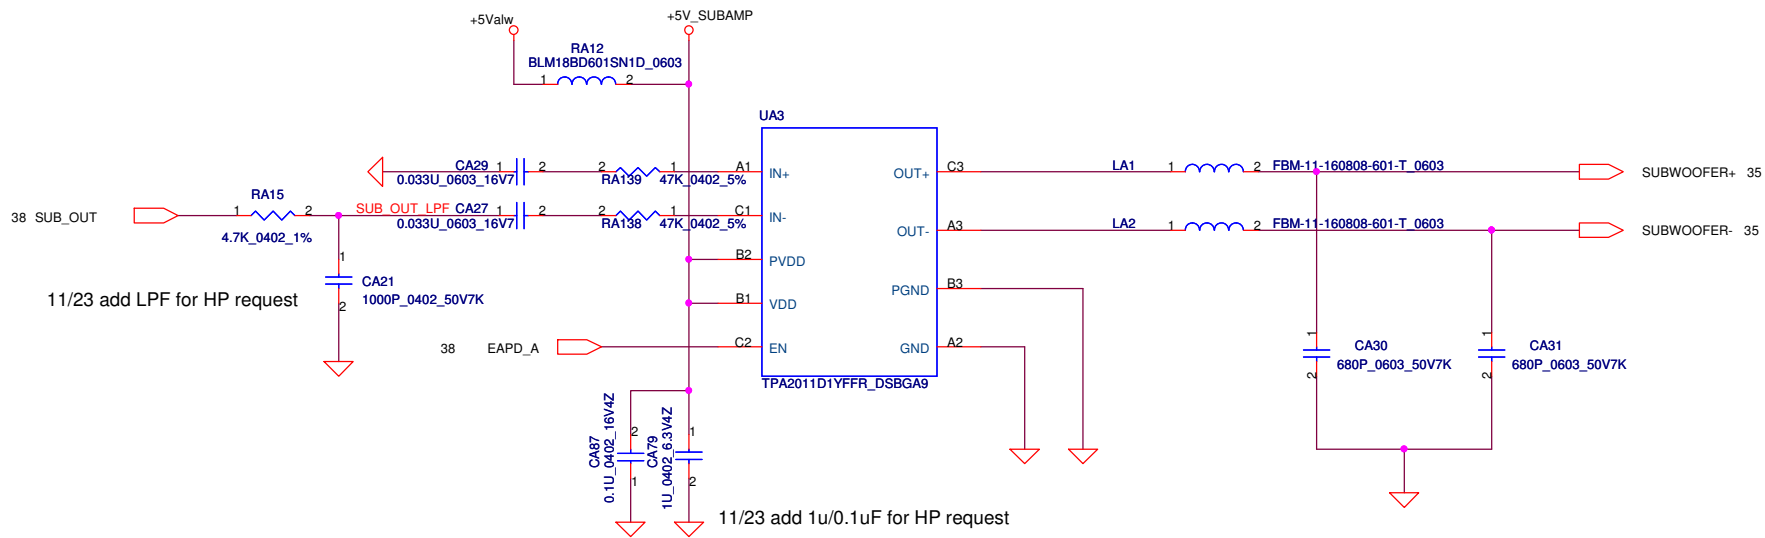 +5Valw
+5V_SUBAMP
RA12
BLM18BD601SN1D_0603
1 2
UA3
CA29 1 2 2 1 A1 IN+
0.033U_0603_16V7 RA139 47K_0402_5%
OUT+ C3 LA1 1 2 FBM-11-160808-601-T_0603 SUBWOOFER+ 35
RA15
38 SUB_OUT 1 2 SUB_OUT_LPF CA27 1 2 2 1 C1 IN-
4.7K_0402_1% 0.033U_0603_16V7 RA138 47K_0402_5%
OUT- A3 LA2 1 2 FBM-11-160808-601-T_0603 SUBWOOFER- 35
B2 PVDD
1
CA21
1000P_0402_50V7K
2
PGND B3
11/23 add LPF for HP request
B1 VDD
38 EAPD_A C2 EN
GND A2
1
CA30
680P_0603_50V7K
2
1
CA31
680P_0603_50V7K
2
TPA2011D1YFFR_DSBGA9
CA87
0.1U_0402_16V4Z
2
1
CA79
1U_0402_6.3V4Z
1
2
11/23 add 1u/0.1uF for HP request